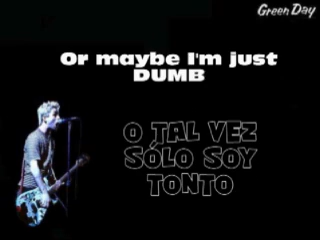 Green Day
Or maybe I'm just
DUMB
O TAL VEZ
SÓLO SOY
TONTO